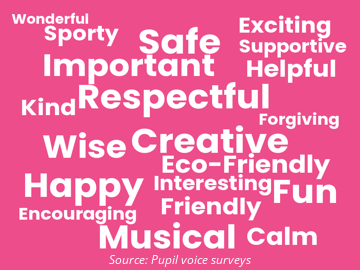 Wonderful
Sporty
Safe
Exciting
Supportive
Important
Helpful
Kind
Respectful
Forgiving
Wise
Creative
Eco-Friendly
Happy
Interesting
Fun
Encouraging
Friendly
Musical
Calm
Source: Pupil voice surveys